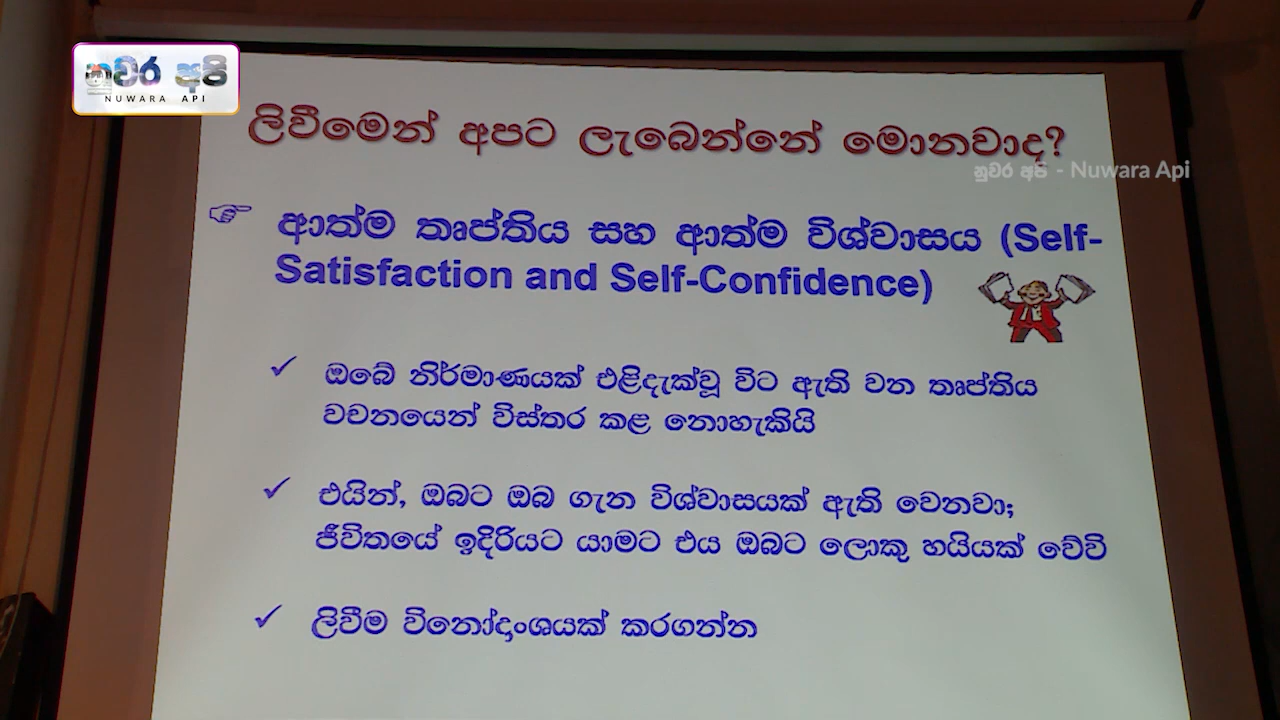 නුවර අපි
NUWARA API
ලිවීමෙන් අපට ලැබෙන්නේ මොනවාද?
නුවර අපි - Nuwara Api
ආත්ම තෘප්තිය සහ ආත්ම විශ්වාසය (Self-
Satisfaction and Self-Confidence)
ඔබේ නිර්මාණයක් එළිදැක්වූ විට ඇති වන තෘප්තිය
වචනයෙන් විස්තර කළ නොහැකියි
එයින්, ඔබට ඔබ ගැන විශ්වාසයක් ඇති වෙනවා;
ජීවිතයේ ඉදිරියට යාමට එය ඔබට ලොකු හයියක් වේවි
ලිවීම විනෝදාංශයක් කරගන්න